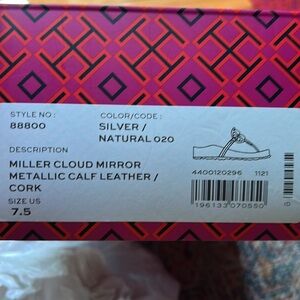 STYLE NO:
88800
COLOR/CODE:
SILVER /
NATURAL 020
DESCRIPTION
MILLER CLOUD MIRROR
METALLIC CALF LEATHER /
CORK
SIZE US
7.5
4400120296 1121
196133070550